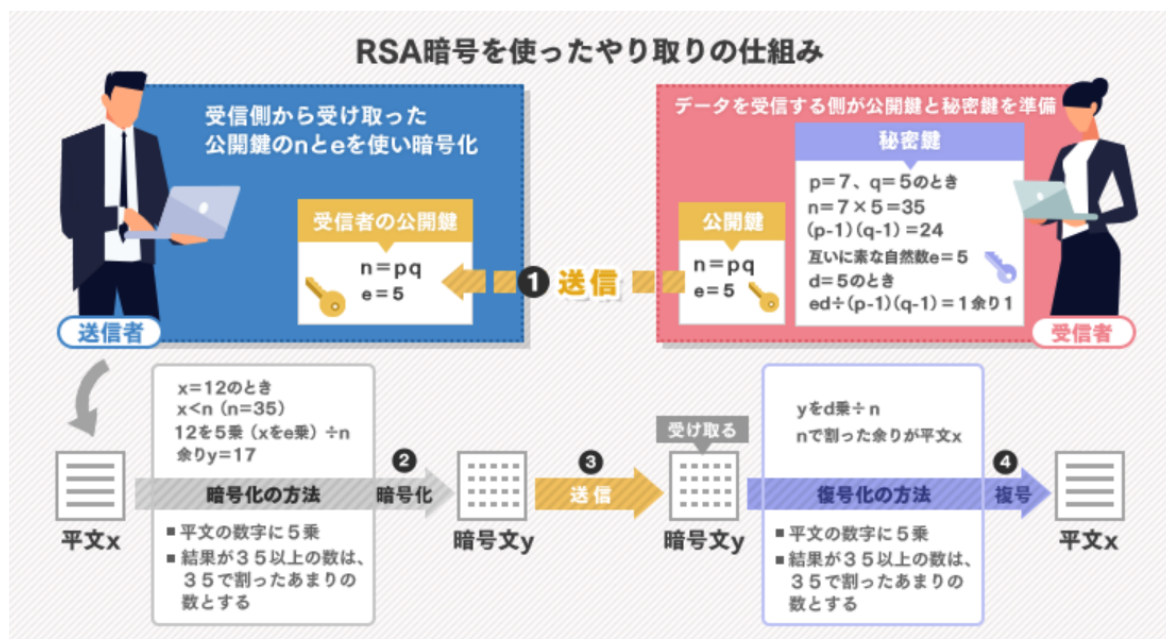 RSA暗号を使ったやり取りの仕組み
受信側から受け取った
公開鍵のnとeを使い暗号化
受信者の公開鍵
n=pq
e=5
送信者
1 送信
データを受信する側が公開鍵と秘密鍵を準備
公開鍵
n=pq
e=5
秘密鍵
p=7、q=5のとき
n=7×5=35
(p-1)(q-1)=24
互いに素な自然数e=5
d=5のとき
ed÷(p-1)(q-1)=1余り1
受信者
平文x
x=12のとき
x<n(n=35)
12を5乗(xをe乗)÷n
余りy=17
暗号化の方法
■ 平文の数字に5乗
■ 結果が35以上の数は、
35で割ったあまりの
数とする
2
暗号化
暗号文y
3
送信
受け取る
暗号文y
yをd乗÷n
nで割った余りが平文x
復号化の方法
■ 平文の数字に5乗
■ 結果が35以上の数は、
35で割ったあまりの
数とする
4
複号
平文x